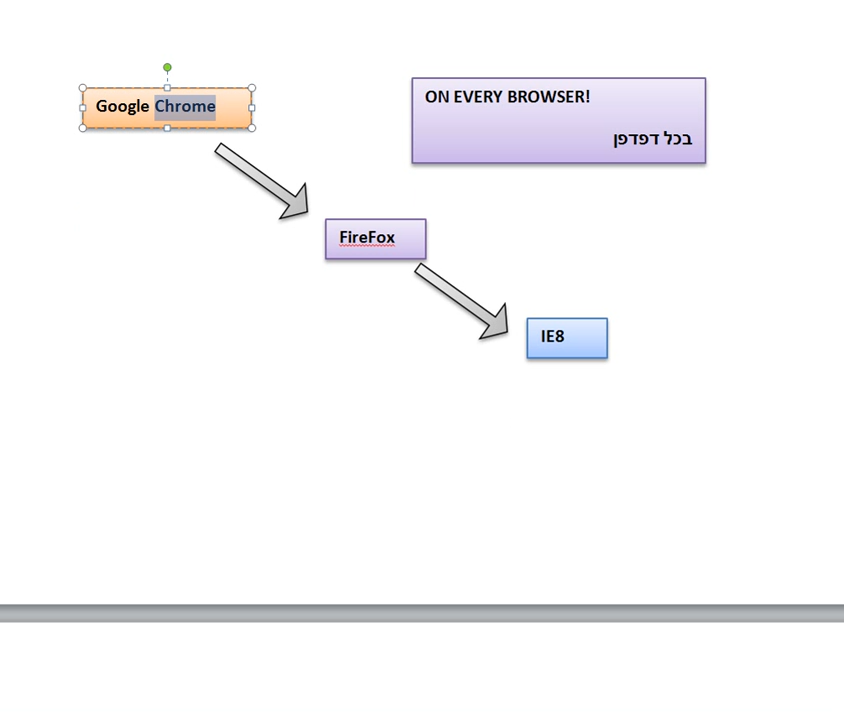 Google Chrome
ON EVERY BROWSER!
בכל דפדפן
FireFox
IE8